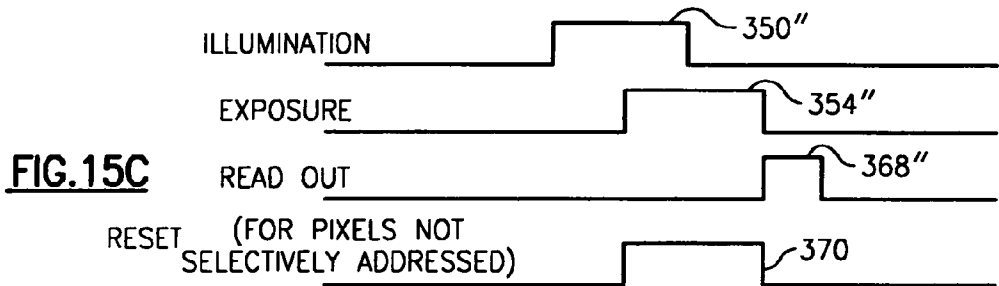 ILLUMINATION 350"
EXPOSURE 354"
FIG.15C READ OUT 368"
RESET (FOR PIXELS NOT
SELECTIVELY ADDRESSED) 370